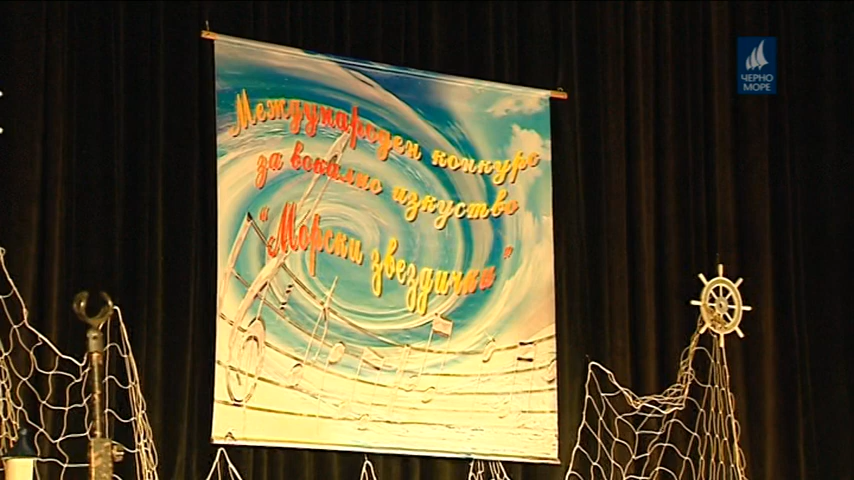 ЧЕРНО
МОРЕ
Международен конкурс
за вокално изкуство
"Морски звездички"